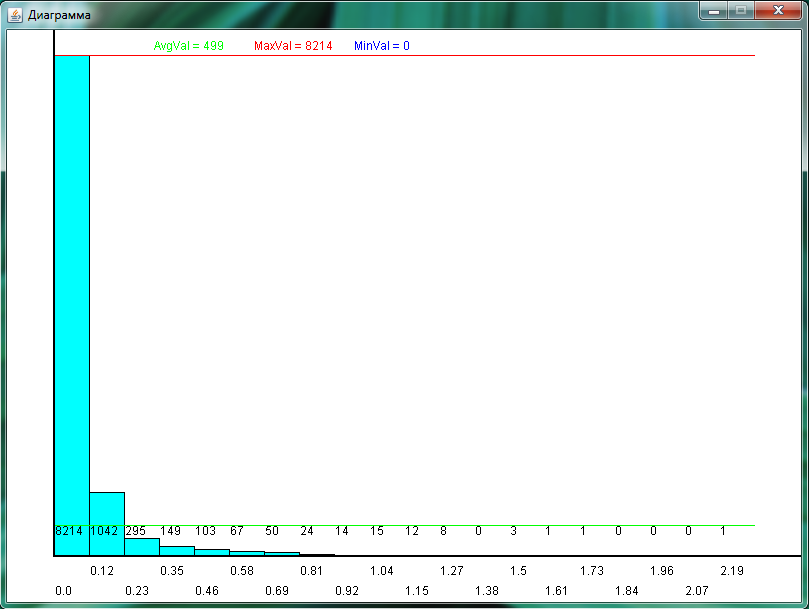 Диаграмма
AvgVal = 499 MaxVal = 8214 MinVal = 0
8214 1042 295 149 103 67 50 24 14 15 12 8 0 3 1 1 0 0 0 1
0.12 0.35 0.58 0.81 1.04 1.27 1.5 1.73 1.96 2.19
0.0 0.23 0.46 0.69 0.92 1.15 1.38 1.61 1.84 2.07